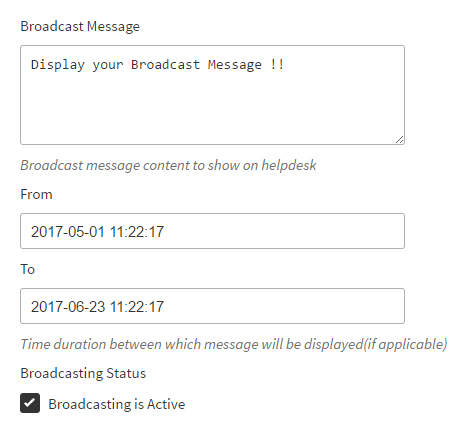 Broadcast Message
Display your Broadcast Message !!
Broadcast message content to show on helpdesk
From
2017-05-01 11:22:17
To
2017-06-23 11:22:17
Time duration between which message will be displayed(if applicable)
Broadcasting Status
Broadcasting is Active